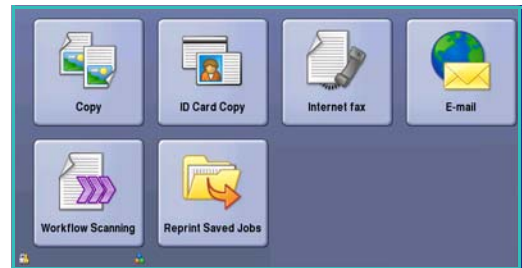 Copy
ID Card Copy
Internet fax
E-mail
Workflow Scanning
Reprint Saved Jobs